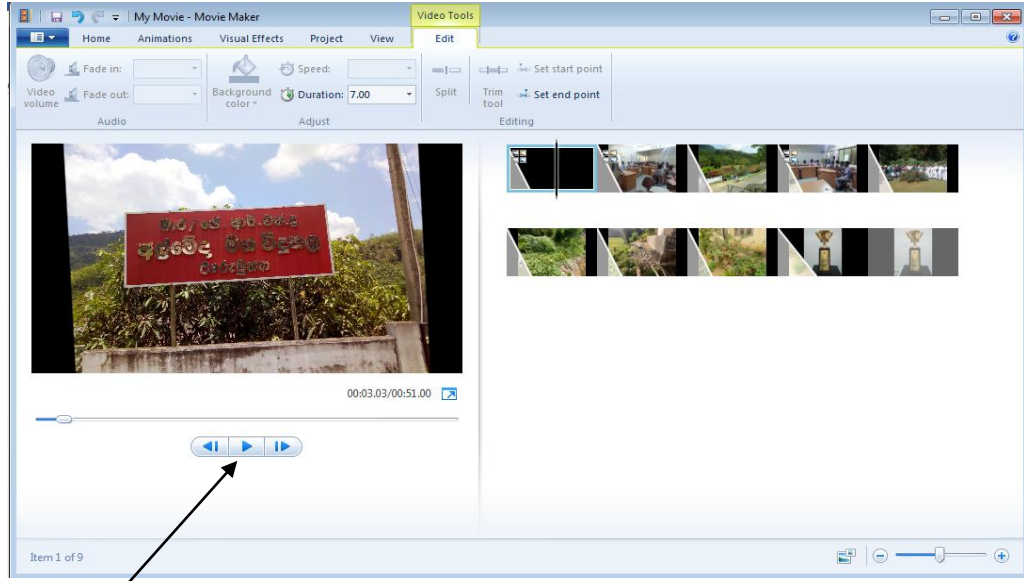 My Movie - Movie Maker
Video Tools
Home Animations Visual Effects Project View Edit
Video volume
Fade in:
Fade out:
Audio
Background color
Speed:
Duration: 7.00
Adjust
Split
Trim tool
Set start point
Set end point
Editing
අල්මේද
00:03.03/00:51.00
Item 1 of 9